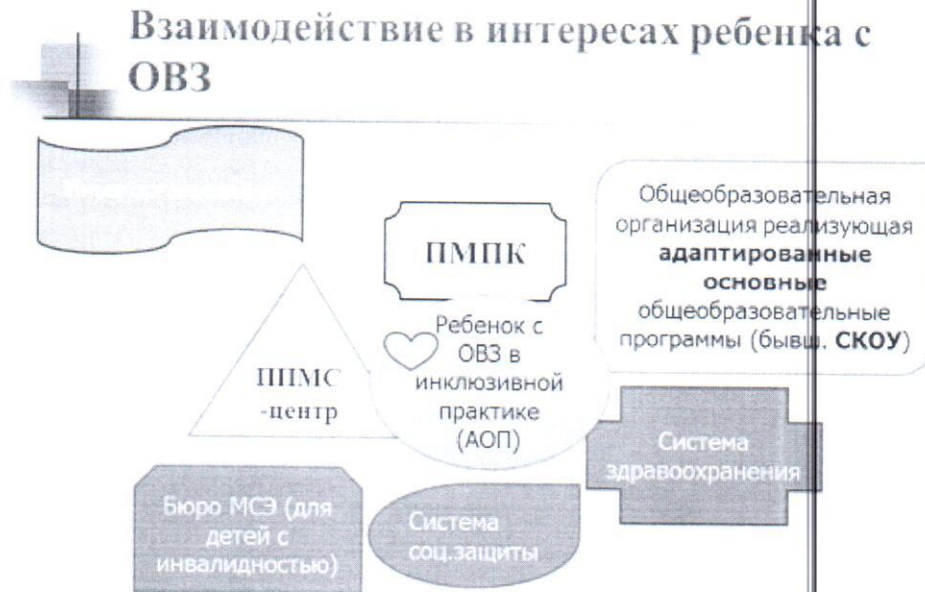 Взаимодействие в интересах ребенка с
ОВЗ
ПМПК
Общеобразовательная
организация реализующая
адаптированные
основные
общеобразовательные
программы (бывш. СКОУ)
Ребенок с
ОВЗ в
инклюзивной
практике
(АОП)
ППМС
-центр
Система
здравоохранения
Бюро МСЭ (для
детей с
инвалидностью)
Система
соц.защиты